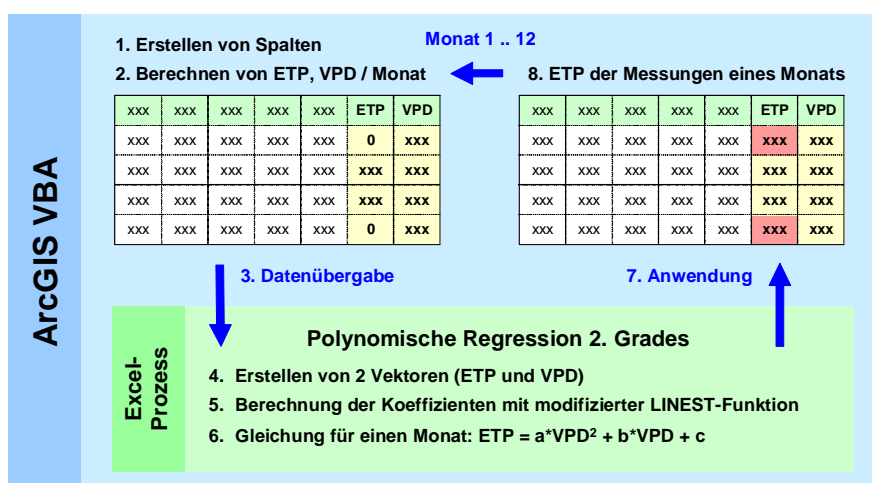 ArcGIS VBA
Monat 1 .. 12
1. Erstellen von Spalten
2. Berechnen von ETP, VPD / Monat
xxx xxx xxx xxx xxx ETP VPD
xxx xxx xxx xxx xxx 0 xxx
xxx xxx xxx xxx xxx xxx xxx
xxx xxx xxx xxx xxx xxx xxx
xxx xxx xxx xxx xxx 0 xxx
8. ETP der Messungen eines Monats
xxx xxx xxx xxx xxx ETP VPD
xxx xxx xxx xxx xxx xxx xxx
xxx xxx xxx xxx xxx xxx xxx
xxx xxx xxx xxx xxx xxx xxx
xxx xxx xxx xxx xxx xxx xxx
3. Datenübergabe
7. Anwendung
Excel-
Prozess
Polynomische Regression 2. Grades
4. Erstellen von 2 Vektoren (ETP und VPD)
5. Berechnung der Koeffizienten mit modifizierter LINEST-Funktion
6. Gleichung für einen Monat: ETP = a*VPD² + b*VPD + c